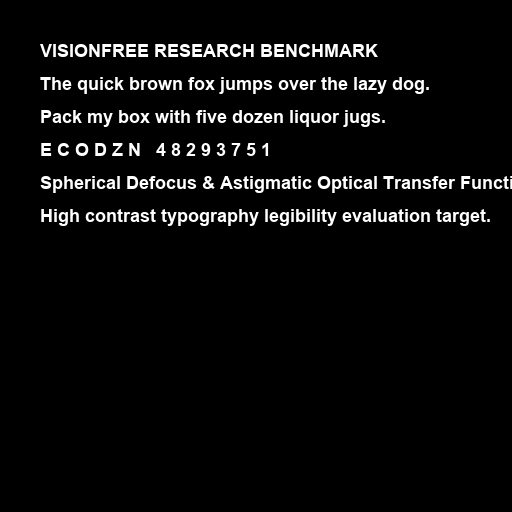 VISIONFREE RESEARCH BENCHMARK
The quick brown fox jumps over the lazy dog.
Pack my box with five dozen liquor jugs.
E C O D Z N   4 8 2 9 3 7 5 1
Spherical Defocus & Astigmatic Optical Transfer Functi
High contrast typography legibility evaluation target.